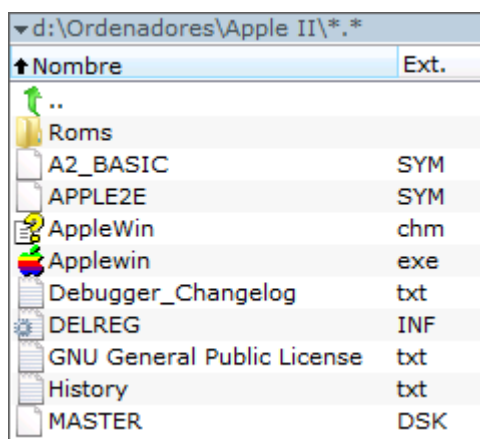 d:\Ordenadores\Apple II\*.*
Nombre Ext.
..
Roms
A2_BASIC SYM
APPLE2E SYM
AppleWin chm
Applewin exe
Debugger_Changelog txt
DELREG INF
GNU General Public License txt
History txt
MASTER DSK